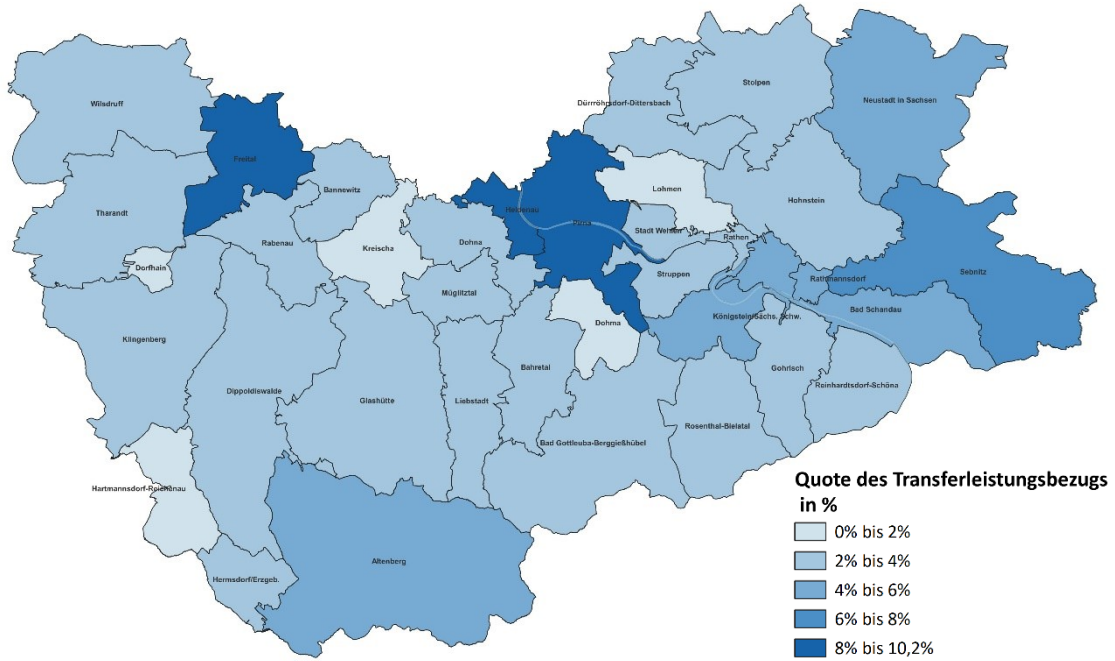 Wilsdruff
Stolpen
Neustadt in Sachsen
Dürrröhrsdorf-Dittersbach
Freital
Bannewitz
Lohmen
Tharandt
Hohnstein
Heidenau
Pirna
Stadt Wehlen
Rathen
Rabenau
Kreischa
Dohna
Dorfhain
Struppen
Rathmannsdorf
Sebnitz
Müglitztal
Bad Schandau
Königstein/Sächs. Schw.
Dohma
Klingenberg
Bahretal
Gohrisch
Dippoldiswalde
Glashütte
Liebstadt
Reinhardtsdorf-Schöna
Rosenthal-Bielatal
Bad Gottleuba-Berggießhübel
Hartmannsdorf-Reichenau
Altenberg
Hermsdorf/Erzgeb.
Quote des Transferleistungsbezugs
in %
0% bis 2%
2% bis 4%
4% bis 6%
6% bis 8%
8% bis 10,2%